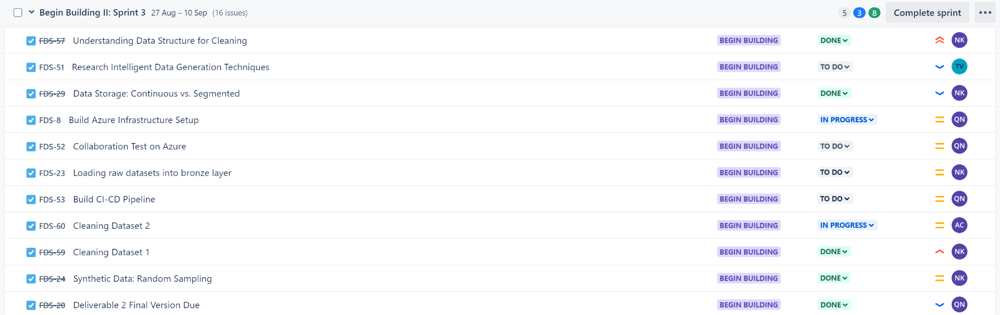 Begin Building II: Sprint 3 27 Aug – 10 Sep (16 issues) 5 3 8 Complete sprint
FDS-57 Understanding Data Structure for Cleaning BEGIN BUILDING DONE NK
FDS-51 Research Intelligent Data Generation Techniques BEGIN BUILDING TO DO TV
FDS-29 Data Storage: Continuous vs. Segmented BEGIN BUILDING DONE NK
FDS-8 Build Azure Infrastructure Setup BEGIN BUILDING IN PROGRESS QN
FDS-52 Collaboration Test on Azure BEGIN BUILDING TO DO QN
FDS-23 Loading raw datasets into bronze layer BEGIN BUILDING TO DO NK
FDS-53 Build CI-CD Pipeline BEGIN BUILDING TO DO QN
FDS-60 Cleaning Dataset 2 BEGIN BUILDING IN PROGRESS AC
FDS-59 Cleaning Dataset 1 BEGIN BUILDING DONE NK
FDS-24 Synthetic Data: Random Sampling BEGIN BUILDING DONE NK
FDS-20 Deliverable 2 Final Version Due BEGIN BUILDING DONE QN